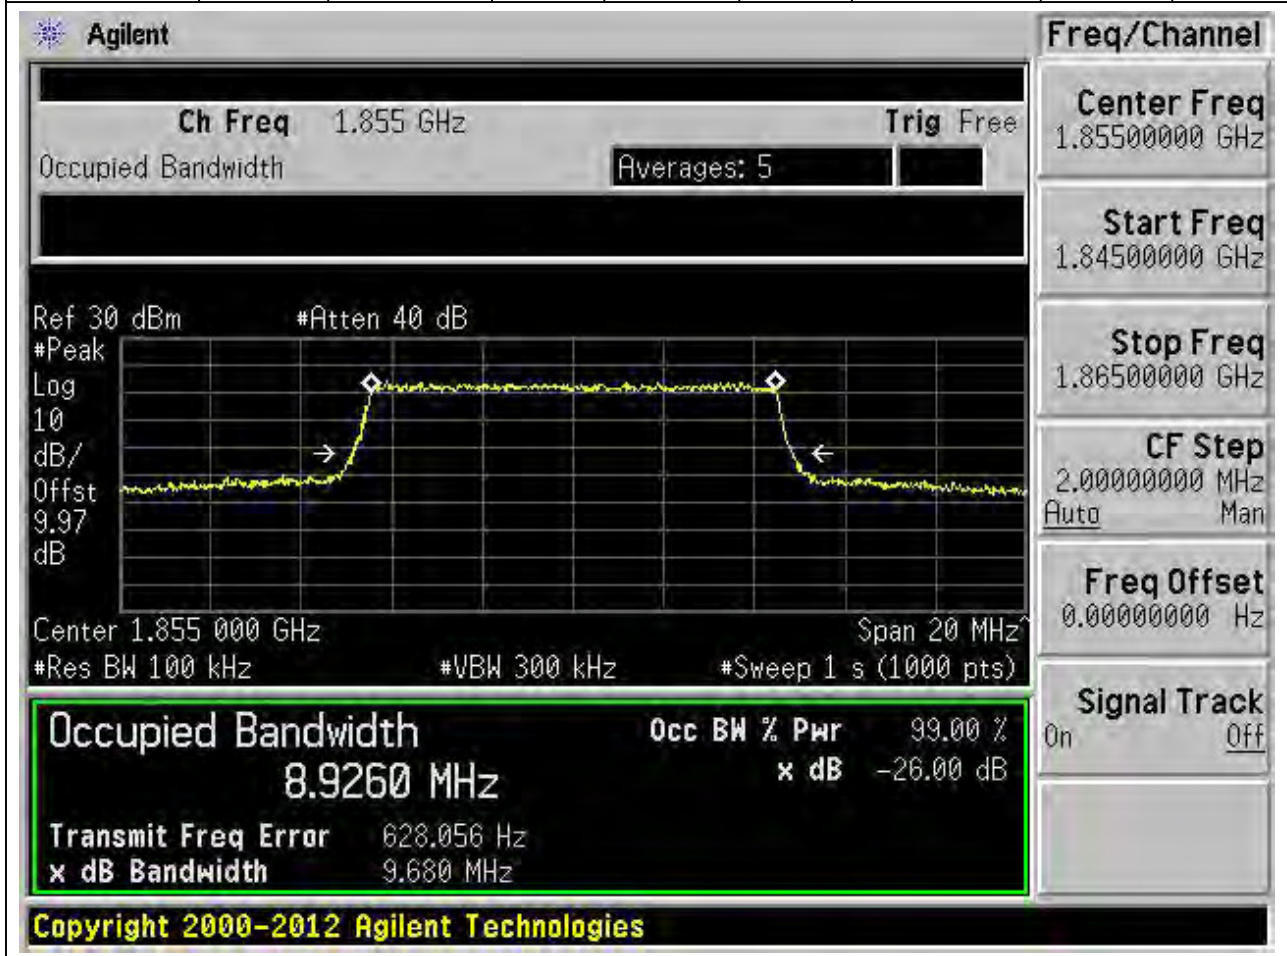 Agilent
Freq/Channel
Ch Freq 1.855 GHz Trig Free
Occupied Bandwidth Averages: 5
Center Freq
1.85500000 GHz
Start Freq
1.84500000 GHz
Stop Freq
1.86500000 GHz
CF Step
2.00000000 MHz
Auto Man
Freq Offset
0.00000000 Hz
Signal Track
On Off
Ref 30 dBm #Atten 40 dB
#Peak
Log
10
dB/
Offst
9.97
dB
Center 1.855 000 GHz Span 20 MHz^
#Res BW 100 kHz #VBW 300 kHz #Sweep 1 s (1000 pts)
Occupied Bandwidth Occ BW % Pwr 99.00 %
8.9260 MHz x dB -26.00 dB
Transmit Freq Error 628.056 Hz
x dB Bandwidth 9.680 MHz
Copyright 2000-2012 Agilent Technologies